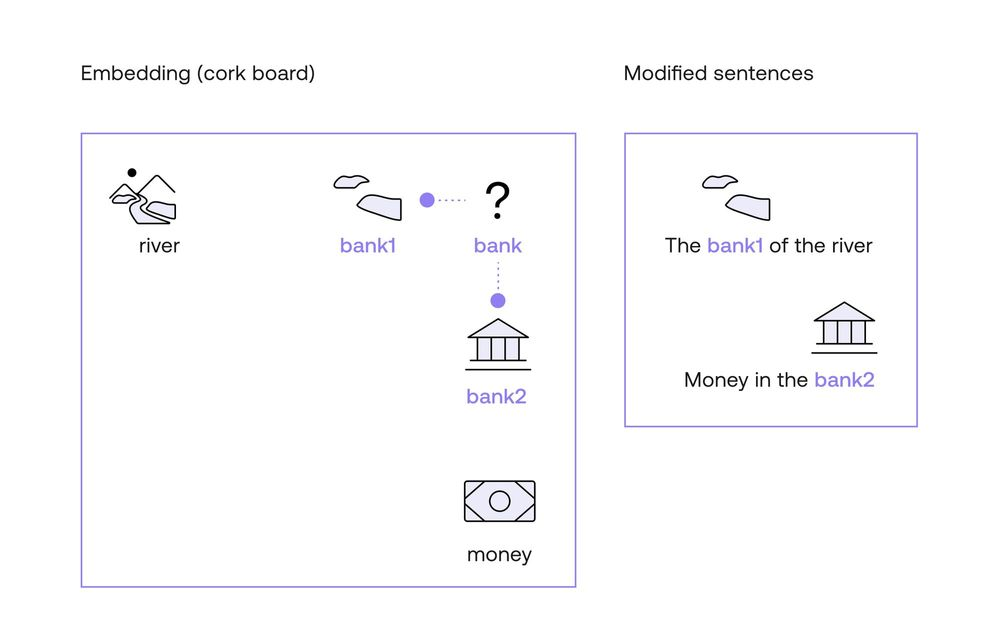 Embedding (cork board)
Modified sentences
?
river
bank1
bank
bank2
money
The bank1 of the river
Money in the bank2